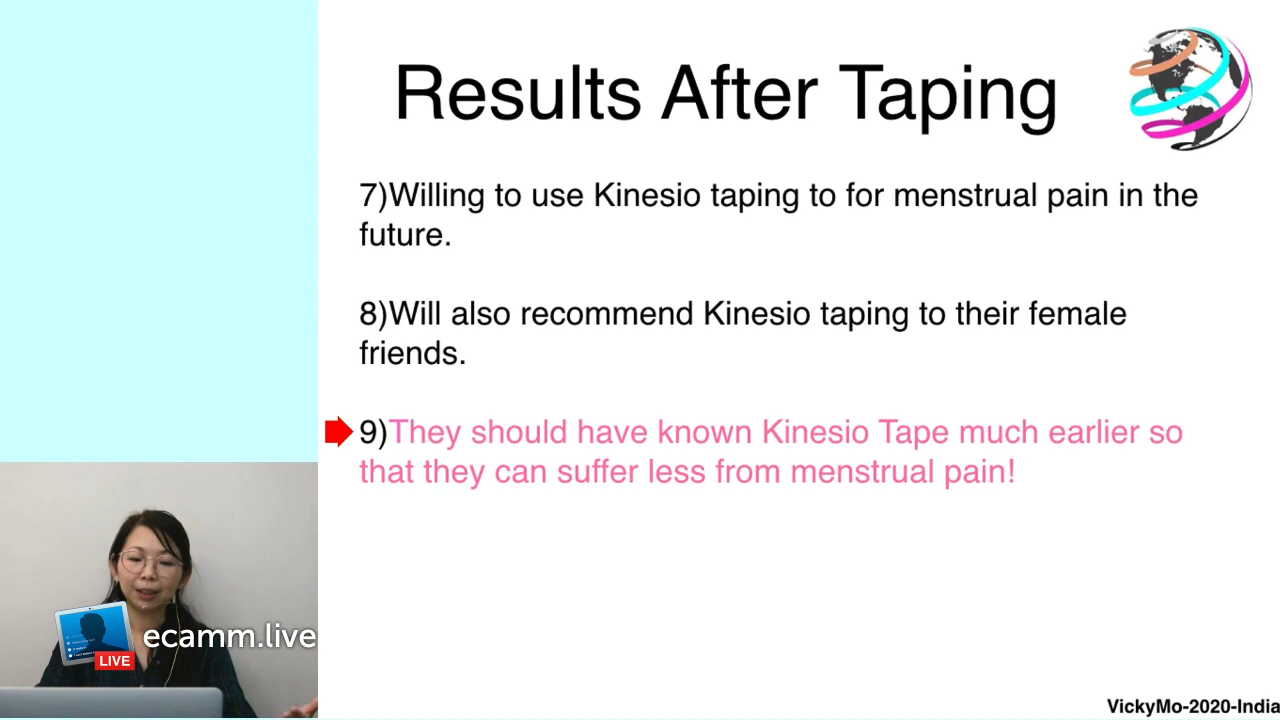 Results After Taping
7)Willing to use Kinesio taping to for menstrual pain in the
future.
8)Will also recommend Kinesio taping to their female
friends.
9)They should have known Kinesio Tape much earlier so
that they can suffer less from menstrual pain!
ecamm.live
LIVE
VickyMo-2020-India